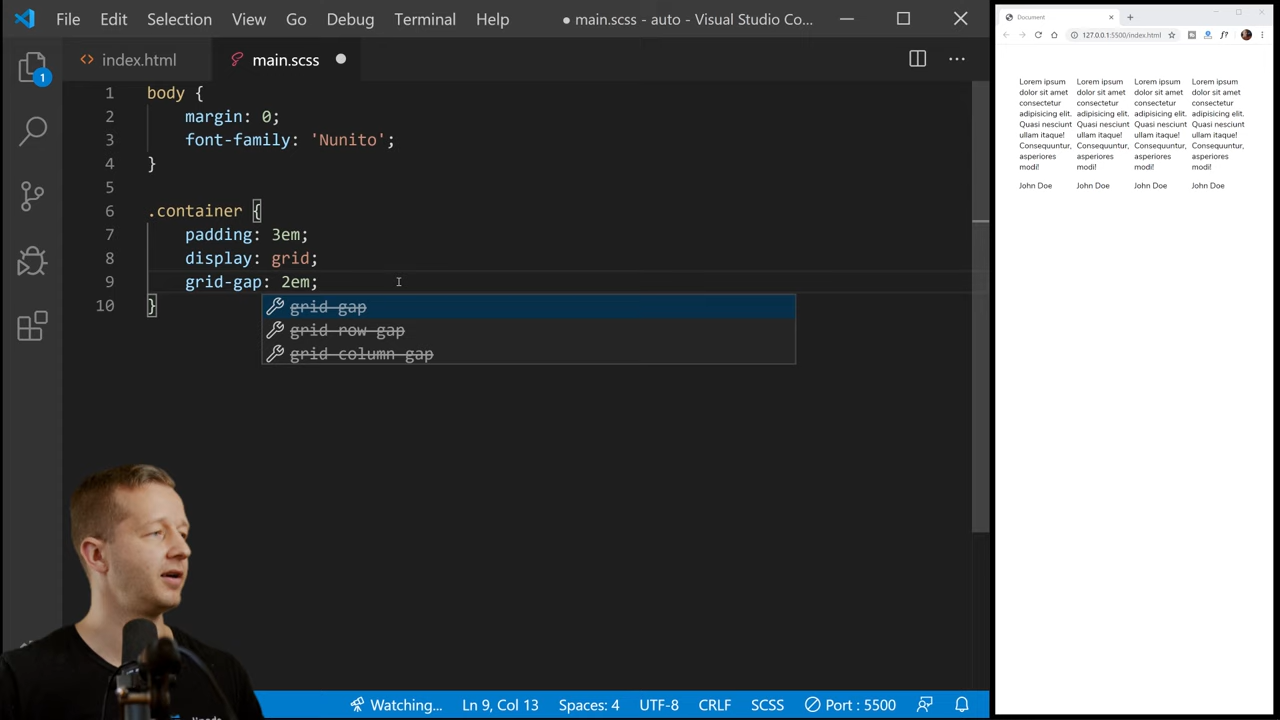 File Edit Selection View Go Debug Terminal Help ● main.scss - auto - Visual Studio Co...
index.html main.scss
1 body {
2 margin: 0;
3 font-family: 'Nunito';
4 }
5
6 .container {
7 padding: 3em;
8 display: grid;
9 grid-gap: 2em;
10 }
grid-gap
grid-row-gap
grid-column-gap
1
Watching... Ln 9, Col 13 Spaces: 4 UTF-8 CRLF SCSS Port : 5500
Document
127.0.0.1:5500/index.html
Lorem ipsum Lorem ipsum Lorem ipsum Lorem ipsum
dolor sit amet dolor sit amet dolor sit amet dolor sit amet
consectetur consectetur consectetur consectetur
adipisicing elit. adipisicing elit. adipisicing elit. adipisicing elit.
Quasi nesciunt Quasi nesciunt Quasi nesciunt Quasi nesciunt
ullam itaque! ullam itaque! ullam itaque! ullam itaque!
Consequuntur, Consequuntur, Consequuntur, Consequuntur,
asperiores asperiores asperiores asperiores
modi! modi! modi! modi!
John Doe John Doe John Doe John Doe